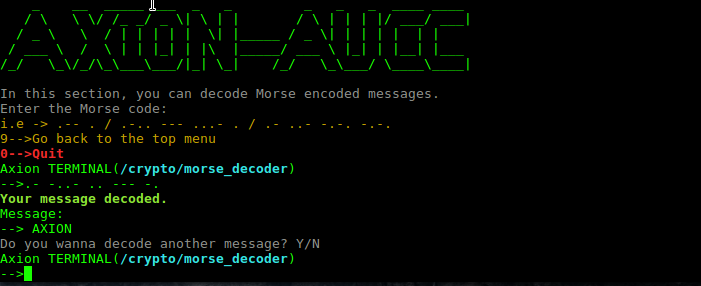 AXION-AUCC
In this section, you can decode Morse encoded messages.
Enter the Morse code:
i.e -> .-- . / .-.. --- ...- . / .- ..- -.-. -.-.
9-->Go back to the top menu
0-->Quit
Axion TERMINAL(/crypto/morse_decoder)
-->.- -..- .. --- -.
Your message decoded.
Message:
--> AXION
Do you wanna decode another message? Y/N
Axion TERMINAL(/crypto/morse_decoder)
-->